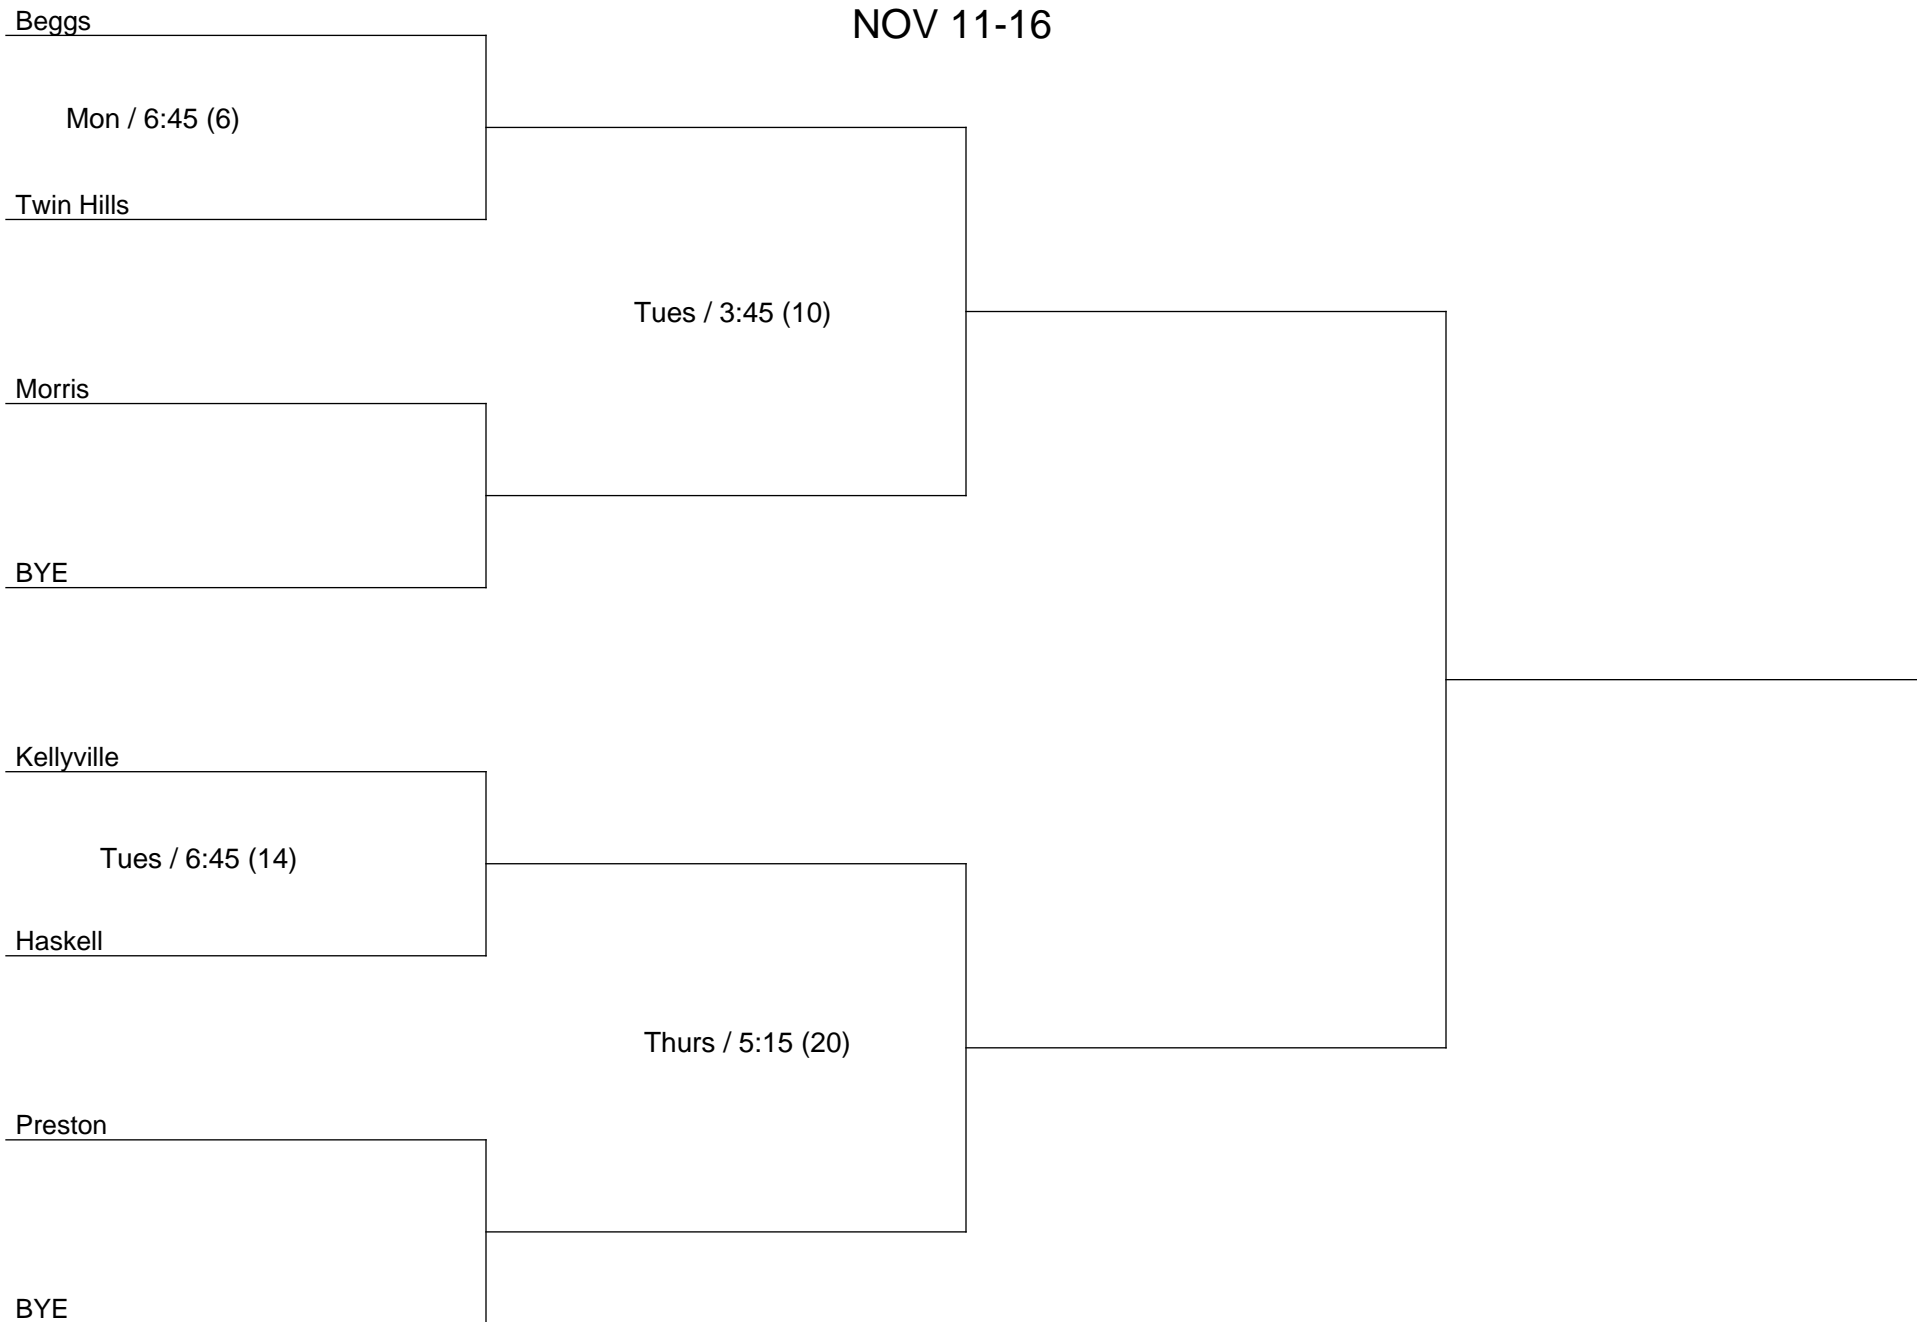 NOV 11-16
Beggs
Mon / 6:45 (6)
Twin Hills
Tues / 3:45 (10)
Morris
BYE
Kellyville
Tues / 6:45 (14)
Haskell
Thurs / 5:15 (20)
Preston
BYE